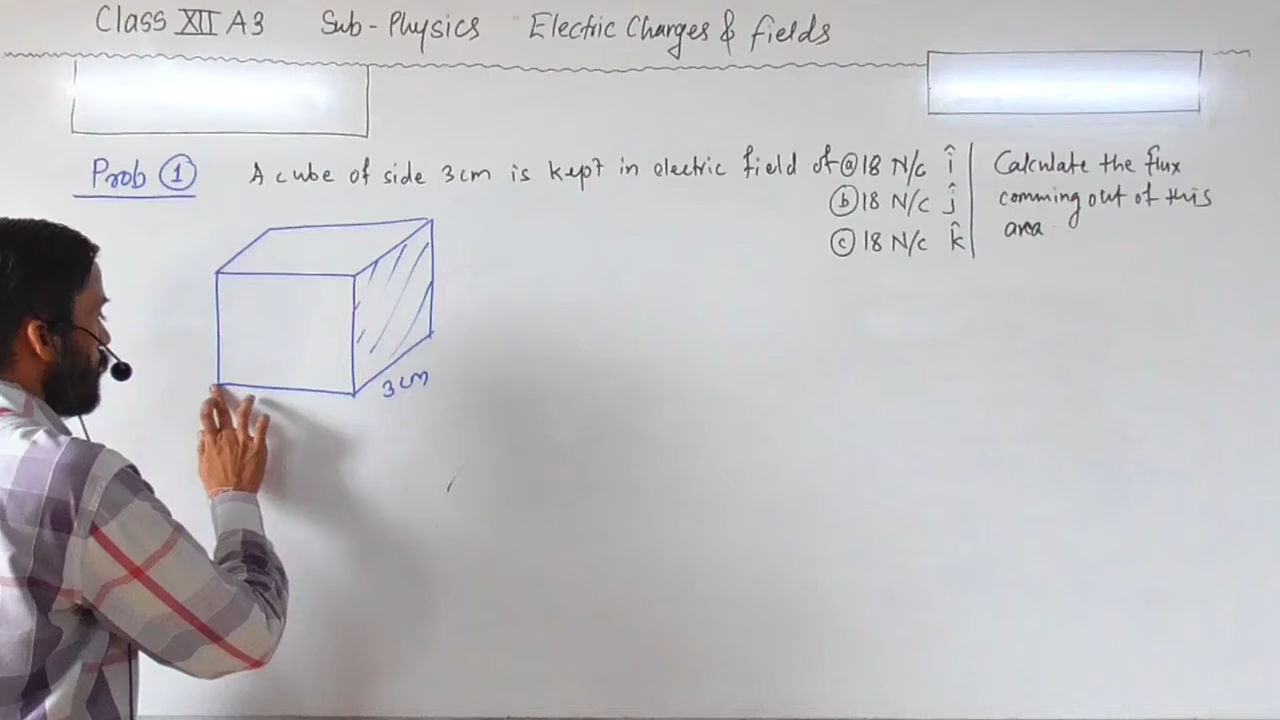 Class XII A3 Sub-Physics Electric Charges & fields
Prob ① A cube of side 3cm is kept in electric field of ⓐ 18 N/c î
ⓑ 18 N/c ĵ
ⓒ 18 N/c k̂
Calculate the flux
comming out of this
area
3cm